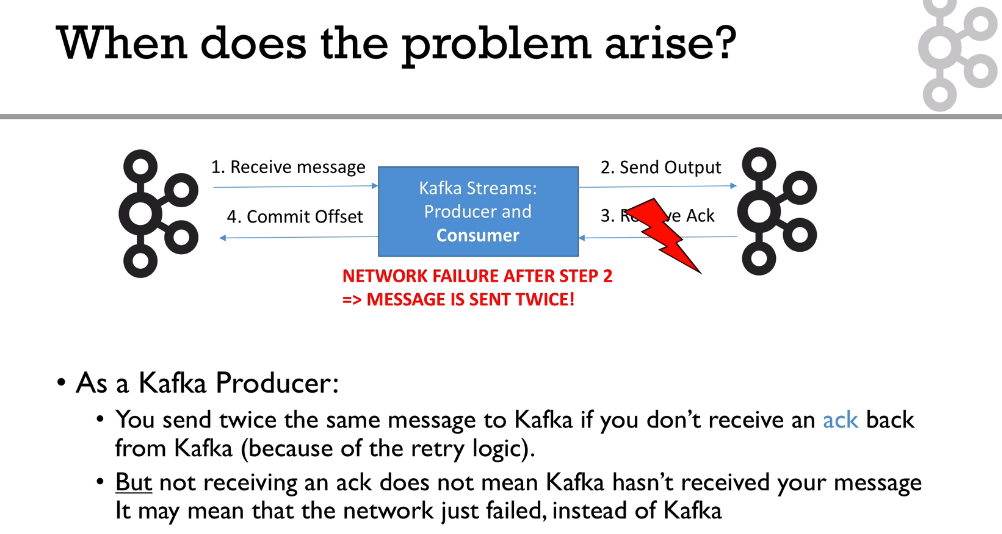 When does the problem arise?
1. Receive message
2. Send Output
Kafka Streams:
Producer and
Consumer
4. Commit Offset
3. Ack
NETWORK FAILURE AFTER STEP 2
=> MESSAGE IS SENT TWICE!
• As a Kafka Producer:
• You send twice the same message to Kafka if you don't receive an ack back
from Kafka (because of the retry logic).
• But not receiving an ack does not mean Kafka hasn't received your message
It may mean that the network just failed, instead of Kafka